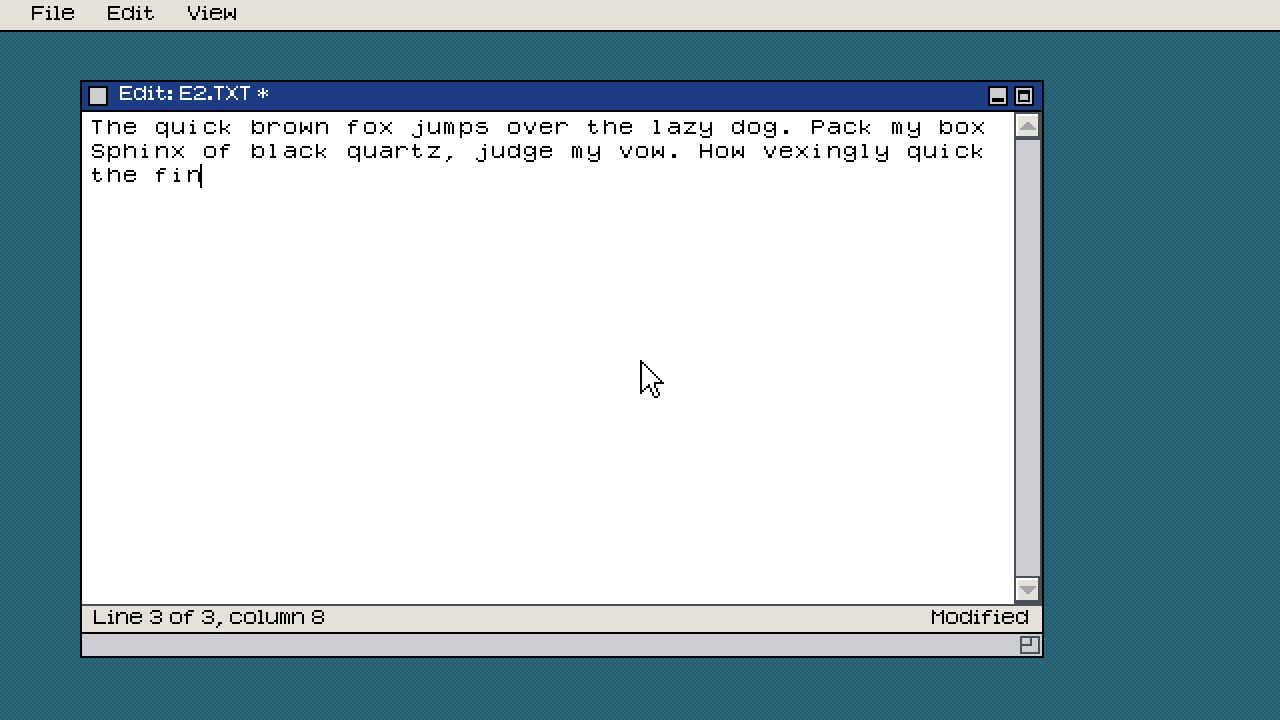 File Edit View
Edit: E2.TXT *
The quick brown fox jumps over the lazy dog. Pack my box
Sphinx of black quartz, judge my vow. How vexingly quick
the fin
Line 3 of 3, column 8 Modified